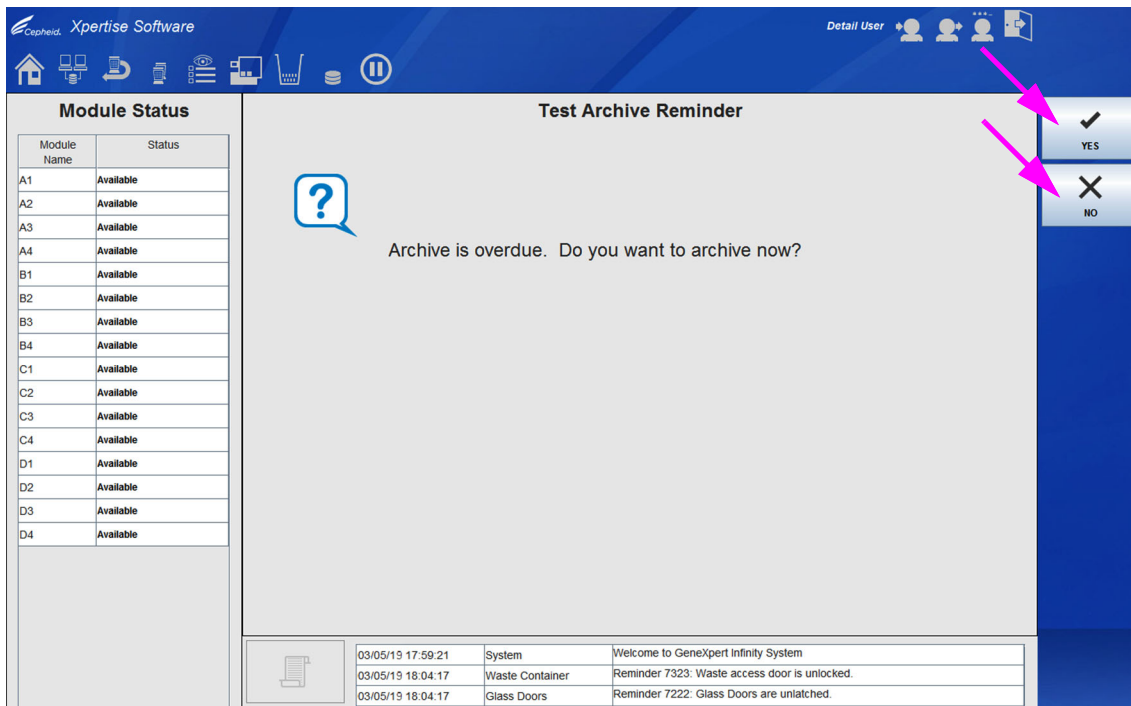 Cepheid. Xpertise Software
Detail User
Module Status
Test Archive Reminder
YES
NO
Module Name Status
A1 Available
A2 Available
A3 Available
A4 Available
B1 Available
B2 Available
B3 Available
B4 Available
C1 Available
C2 Available
C3 Available
C4 Available
D1 Available
D2 Available
D3 Available
D4 Available
?
Archive is overdue. Do you want to archive now?
03/05/19 17:59:21 System Welcome to GeneXpert Infinity System
03/05/19 18:04:17 Waste Container Reminder 7323: Waste access door is unlocked.
03/05/19 18:04:17 Glass Doors Reminder 7222: Glass Doors are unlatched.